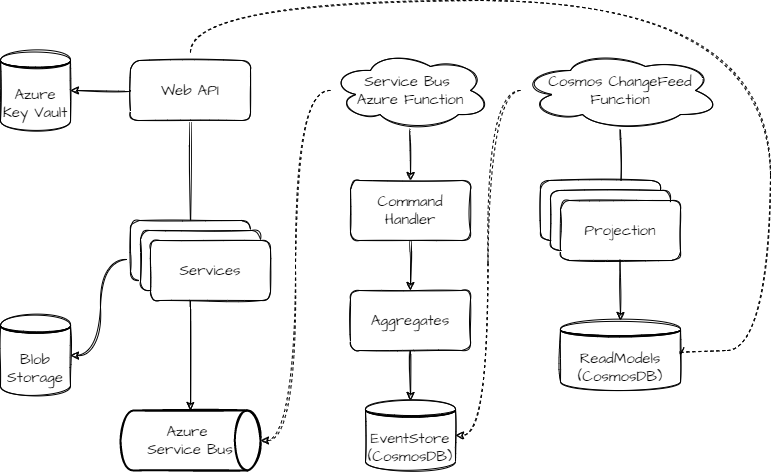 Azure
Key Vault
Web API
Service Bus
Azure Function
Cosmos ChangeFeed
Function
Command
Handler
Projection
Services
Aggregates
Blob
Storage
ReadModels
(CosmosDB)
Azure
Service Bus
EventStore
(CosmosDB)